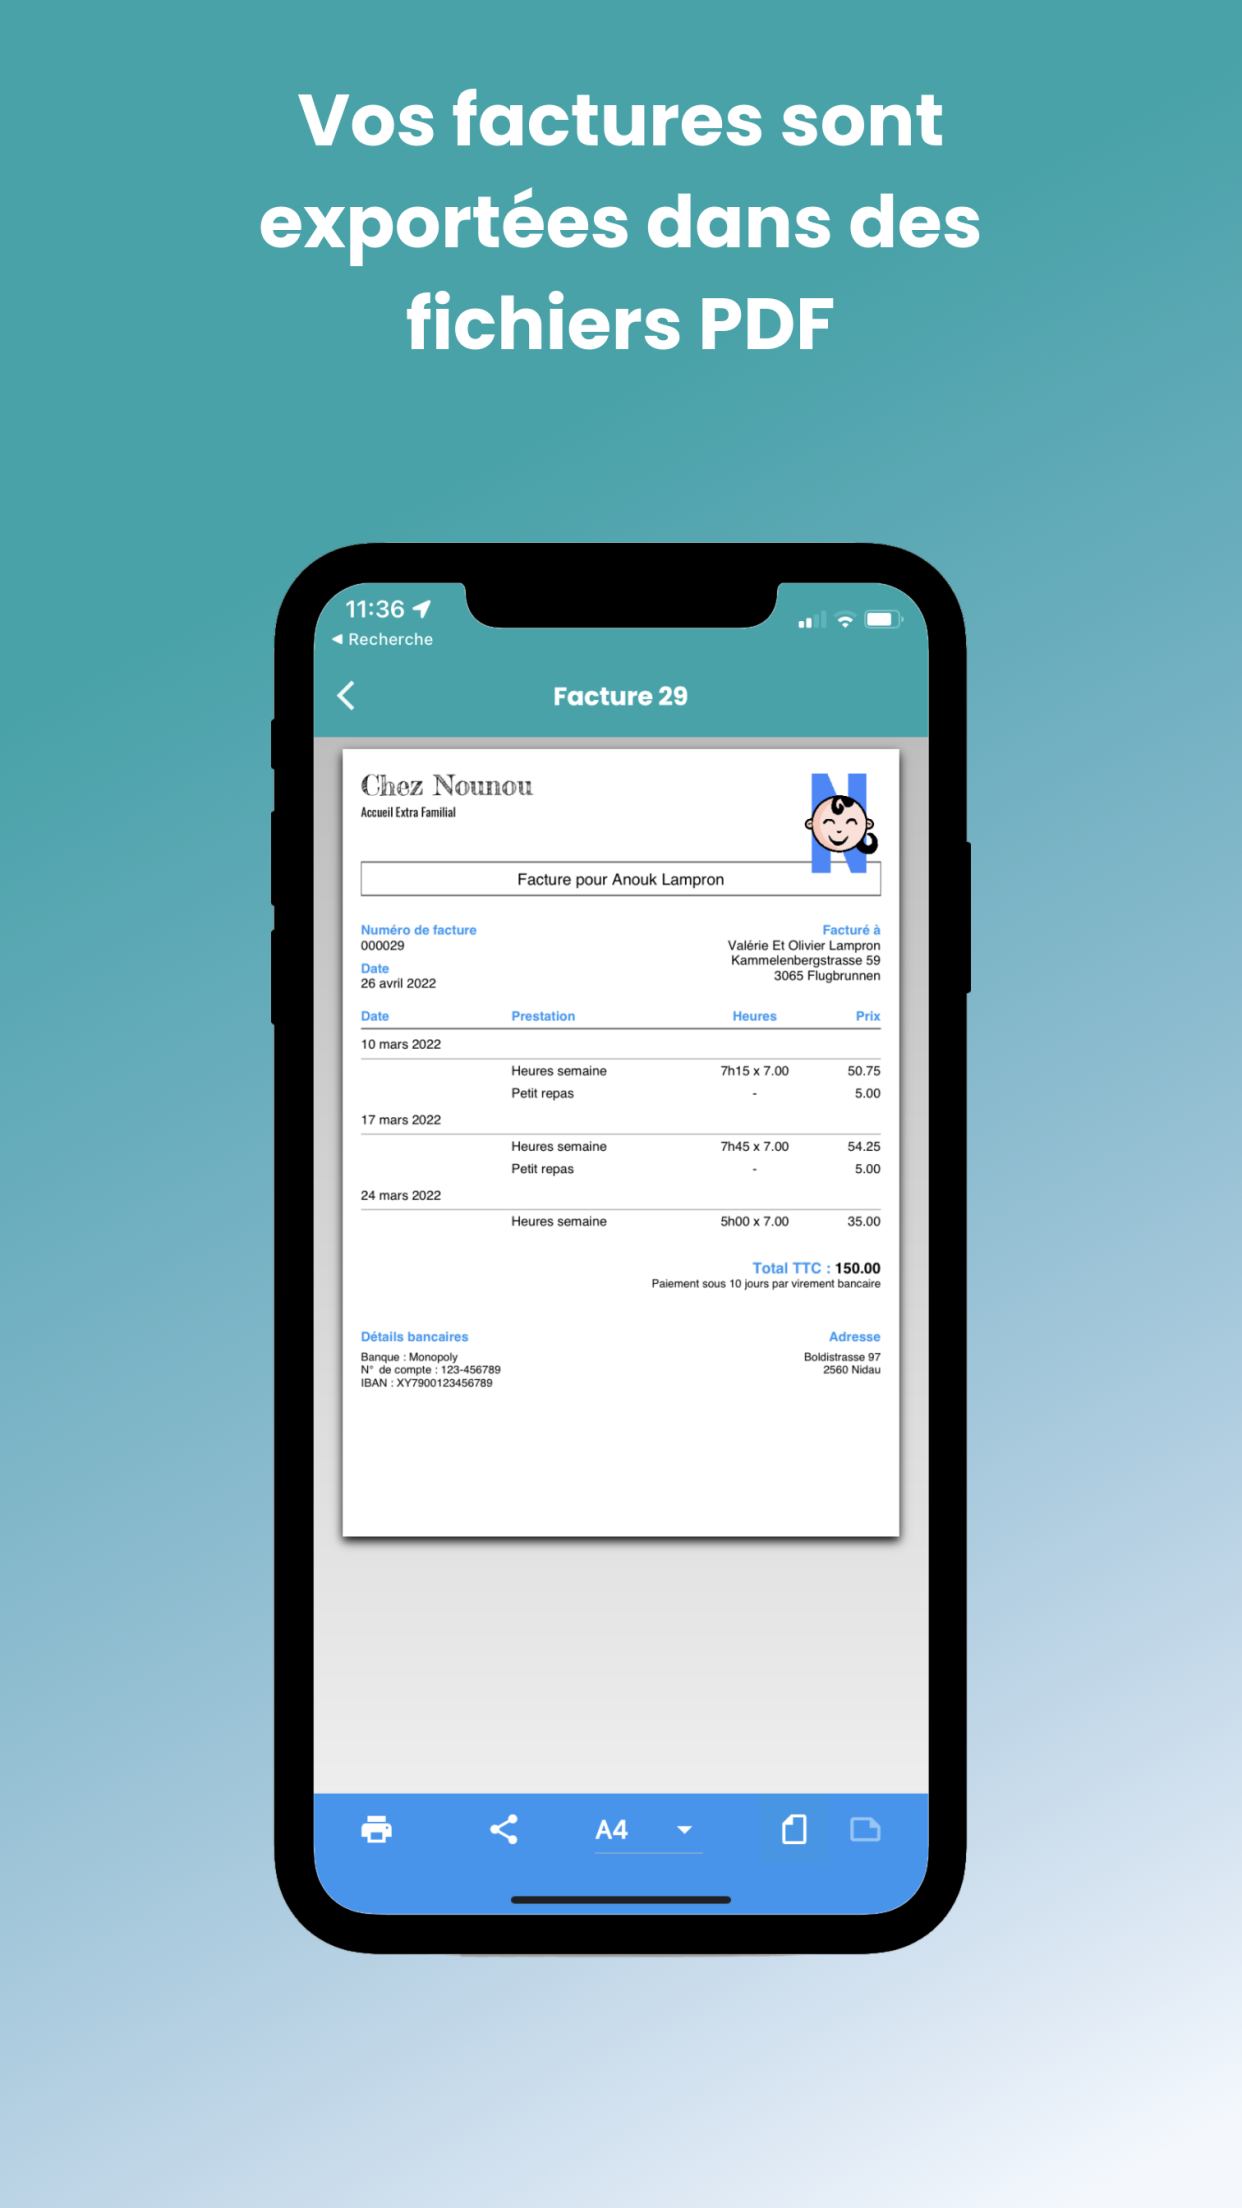 Vos factures sont
exportées dans des
fichiers PDF
11:36
◀ Recherche
Facture 29
Chez Nounou
Accueil Extra Familial
N
Facture pour Anouk Lampron
Numéro de facture
000029
Date
26 avril 2022
Facturé à
Valérie Et Olivier Lampron
Kammelenbergstrasse 59
3065 Flugbrunnen
Date Prestation Heures Prix
10 mars 2022
Heures semaine 7h15 x 7.00 50.75
Petit repas - 5.00
17 mars 2022
Heures semaine 7h45 x 7.00 54.25
Petit repas - 5.00
24 mars 2022
Heures semaine 5h00 x 7.00 35.00
Total TTC : 150.00
Paiement sous 10 jours par virement bancaire
Détails bancaires
Banque : Monopoly
N° de compte : 123-456789
IBAN : XY7900123456789
Adresse
Boldistrasse 97
2560 Nidau
A4